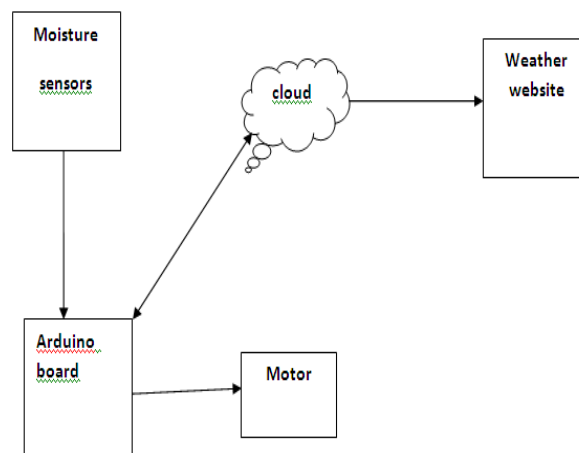 Moisture
sensors
cloud
Weather
website
Arduino
board
Motor